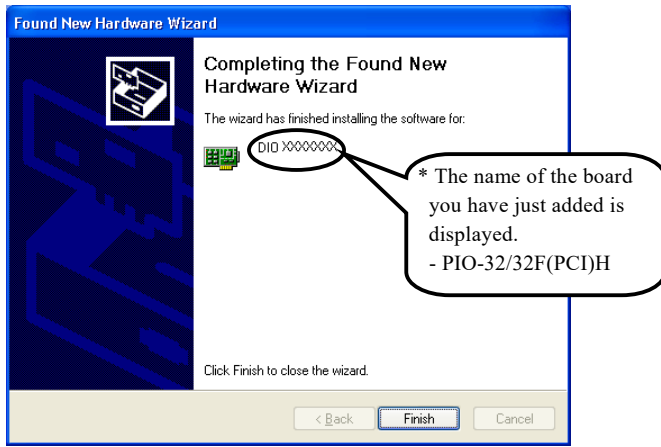 Found New Hardware Wizard
Completing the Found New
Hardware Wizard
The wizard has finished installing the software for:
DIO XXXXXXX
* The name of the board
you have just added is
displayed.
- PIO-32/32F(PCI)H
Click Finish to close the wizard.
< Back
Finish
Cancel